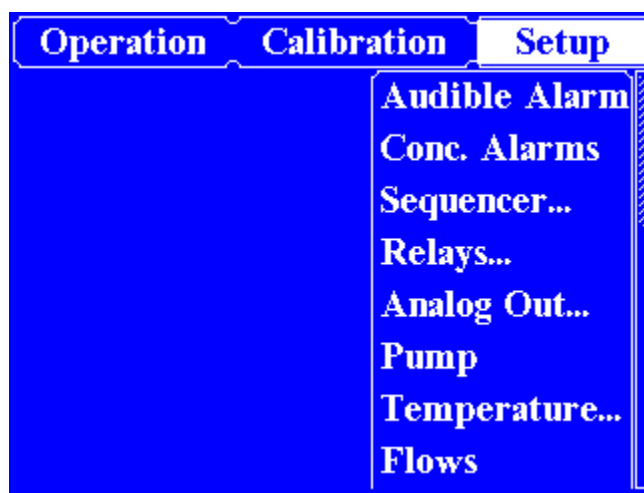 Operation Calibration Setup
Audible Alarm
Conc. Alarms
Sequencer...
Relays...
Analog Out...
Pump
Temperature...
Flows